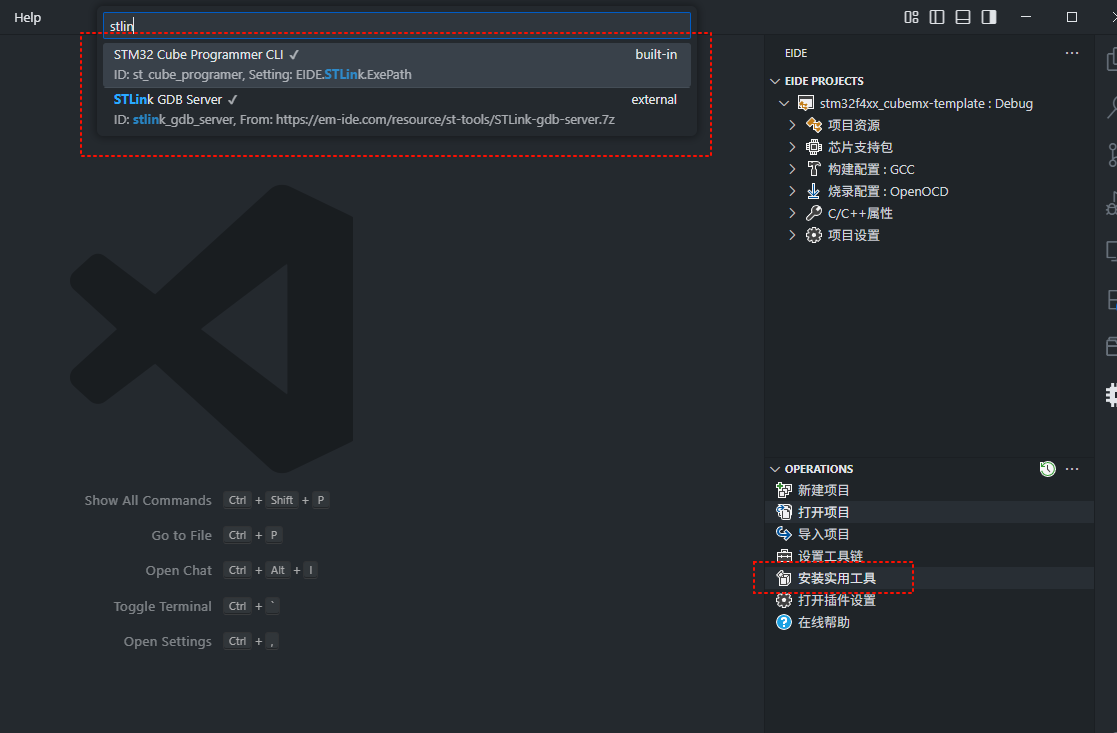 Help
stlin
STM32 Cube Programmer CLI ✓ built-in
ID: st_cube_programer, Setting: EIDE.STLink.ExePath
STLink GDB Server ✓ external
ID: stlink_gdb_server, From: https://em-ide.com/resource/st-tools/STLink-gdb-server.7z
Show All Commands Ctrl + Shift + P
Go to File Ctrl + P
Open Chat Ctrl + Alt + I
Toggle Terminal Ctrl + `
Open Settings Ctrl + ,
EIDE
EIDE PROJECTS
stm32f4xx_cubemx-template : Debug
项目资源
芯片支持包
构建配置 : GCC
烧录配置 : OpenOCD
C/C++属性
项目设置
OPERATIONS
新建项目
打开项目
导入项目
设置工具链
安装实用工具
打开插件设置
在线帮助